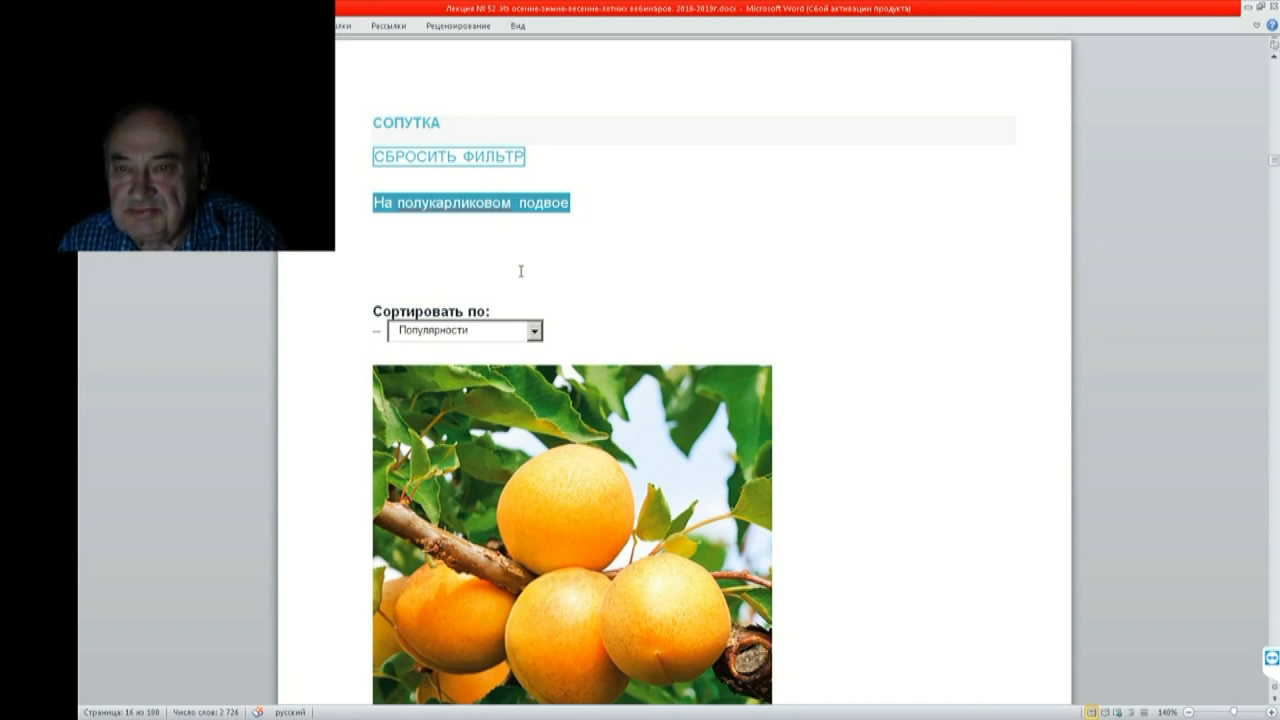 Лекция № 52 .Из осенне-зимне-весенне-летних вебинаров. 2018-2019г.docx - Microsoft Word (Сбой активации продукта)
лки Рассылки Рецензирование Вид
СОПУТКА
СБРОСИТЬ ФИЛЬТР
На полукарликовом подвое
Сортировать по:
— Популярности
Страница: 16 из 100 Число слов: 2 726 русский 140%